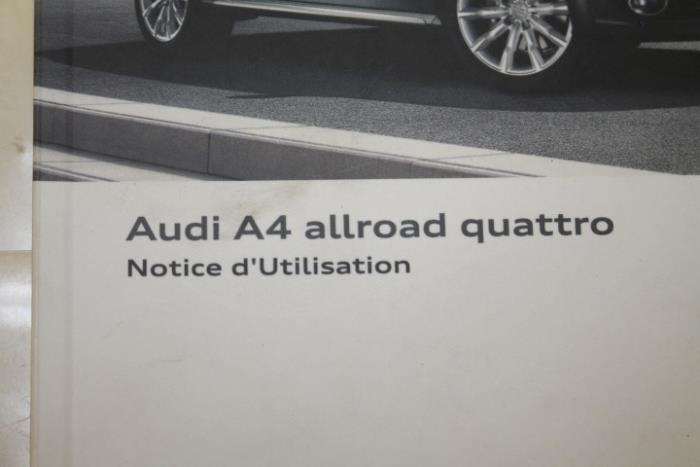 Audi A4 allroad quattro
Notice d'Utilisation